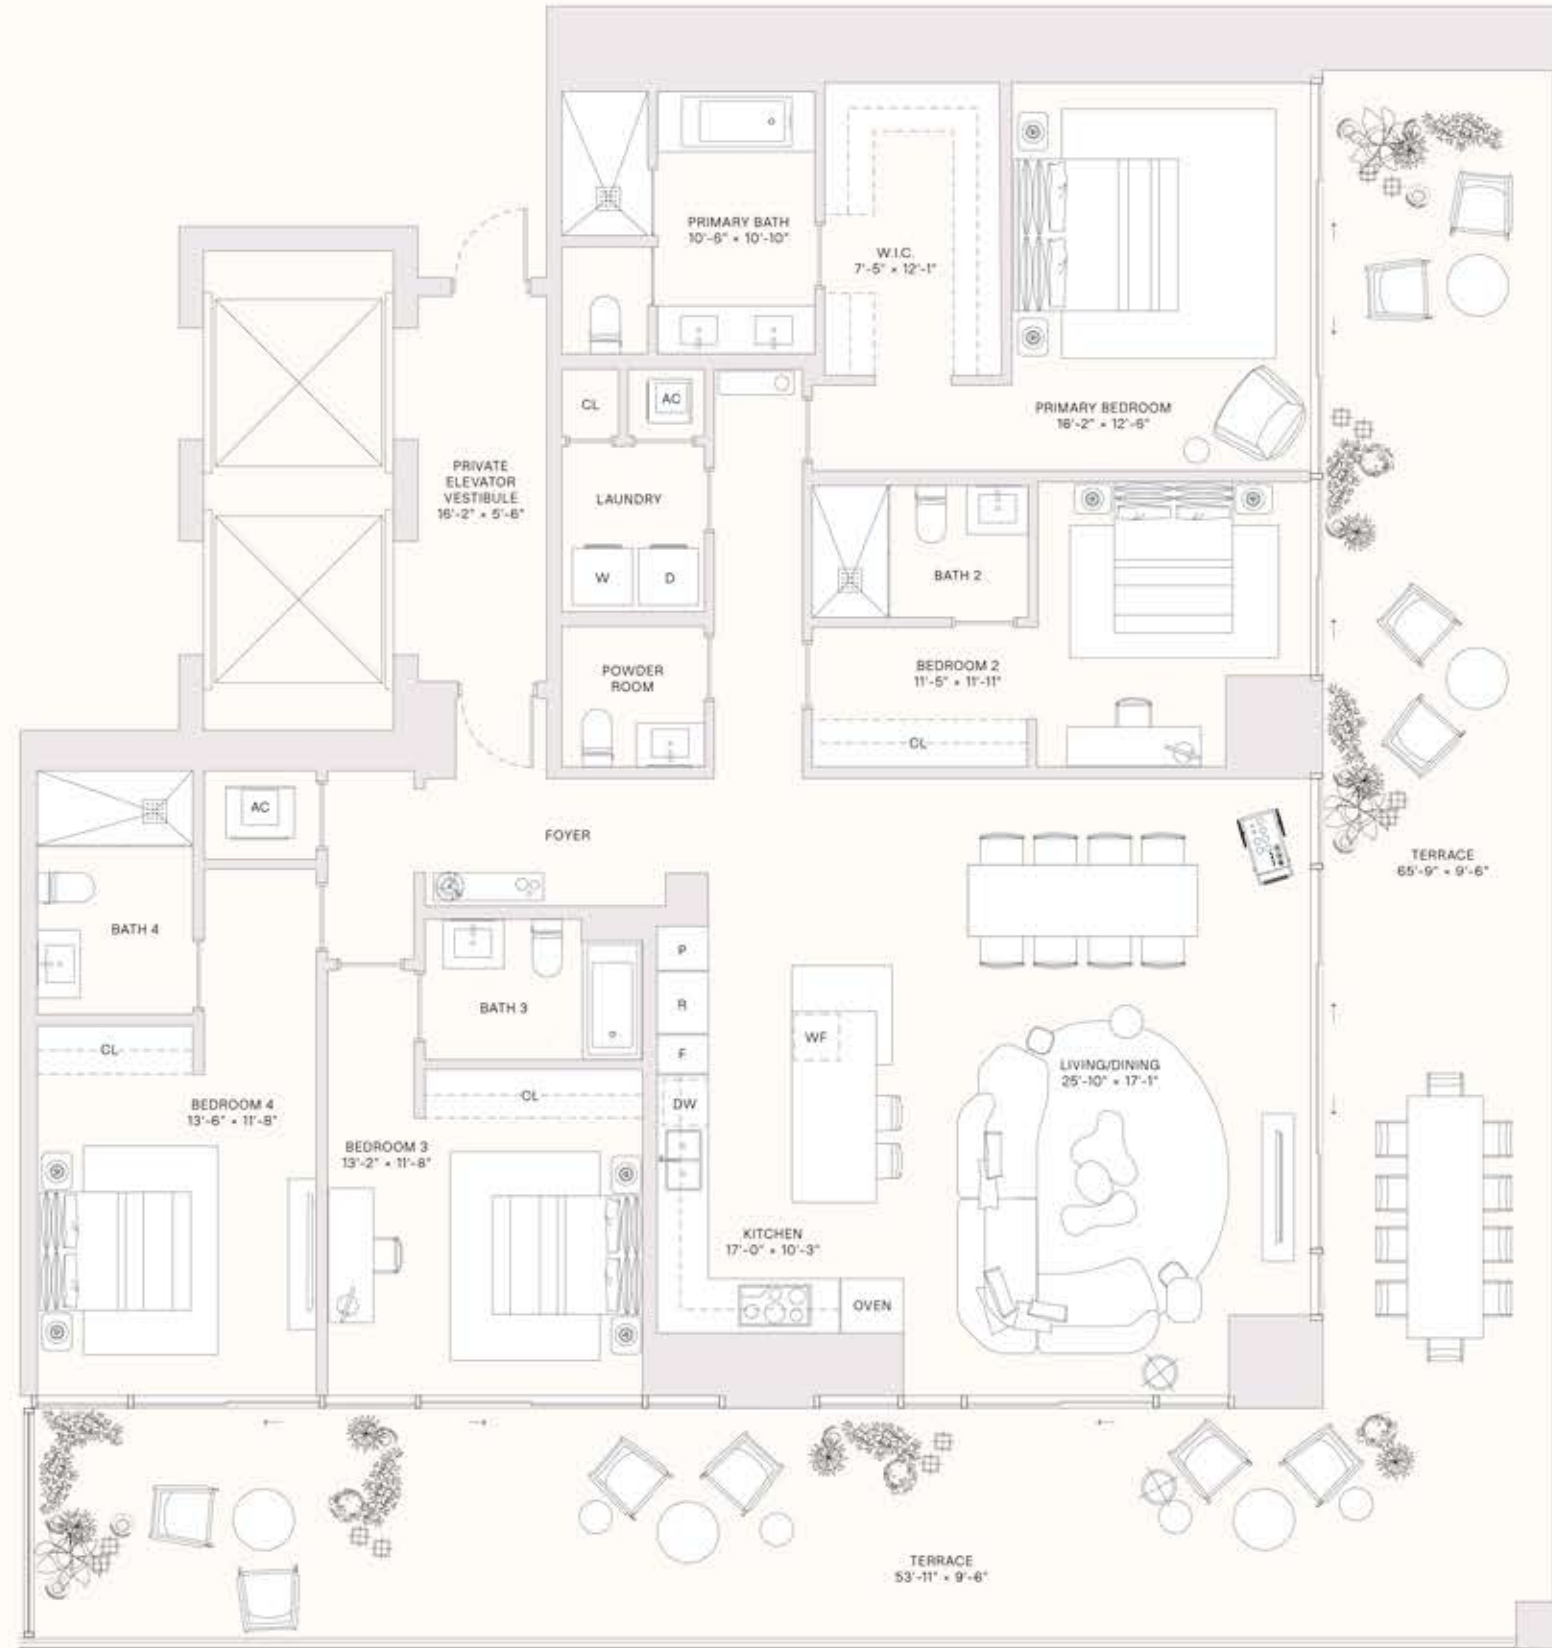 PRIMARY BATH
10'-6" × 10'-10"
W.I.C.
7'-5" × 12'-1"
PRIMARY BEDROOM
16'-2" × 12'-6"
CL
AC
PRIVATE
ELEVATOR
VESTIBULE
16'-2" × 5'-6"
LAUNDRY
W
D
BATH 2
POWDER
ROOM
BEDROOM 2
11'-5" × 11'-11"
CL
AC
FOYER
TERRACE
65'-9" × 9'-6"
BATH 4
P
BATH 3
R
WF
F
CL
LIVING/DINING
25'-10" × 17'-1"
CL
DW
BEDROOM 4
13'-6" × 11'-8"
BEDROOM 3
13'-2" × 11'-8"
KITCHEN
17'-0" × 10'-3"
OVEN
TERRACE
53'-11" × 9'-6"